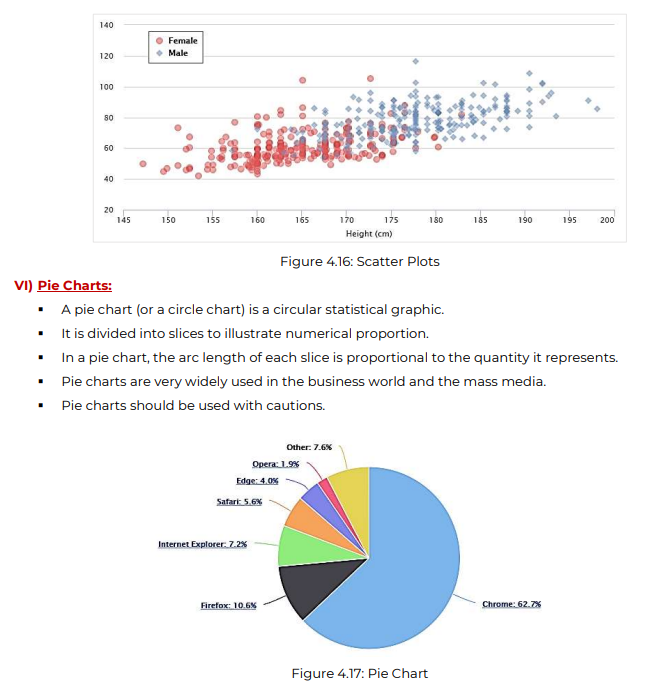 140
Female
Male
120
100
80
60
40
20
145 150 155 160 165 170 175 180 185 190 195 200
Height (cm)
Figure 4.16: Scatter Plots
VI) Pie Charts:
▪ A pie chart (or a circle chart) is a circular statistical graphic.
▪ It is divided into slices to illustrate numerical proportion.
▪ In a pie chart, the arc length of each slice is proportional to the quantity it represents.
▪ Pie charts are very widely used in the business world and the mass media.
▪ Pie charts should be used with cautions.
Other: 7.6%
Opera: 1.9%
Edge: 4.0%
Safari: 5.6%
Internet Explorer: 7.2%
Firefox: 10.6%
Chrome: 62.7%
Figure 4.17: Pie Chart